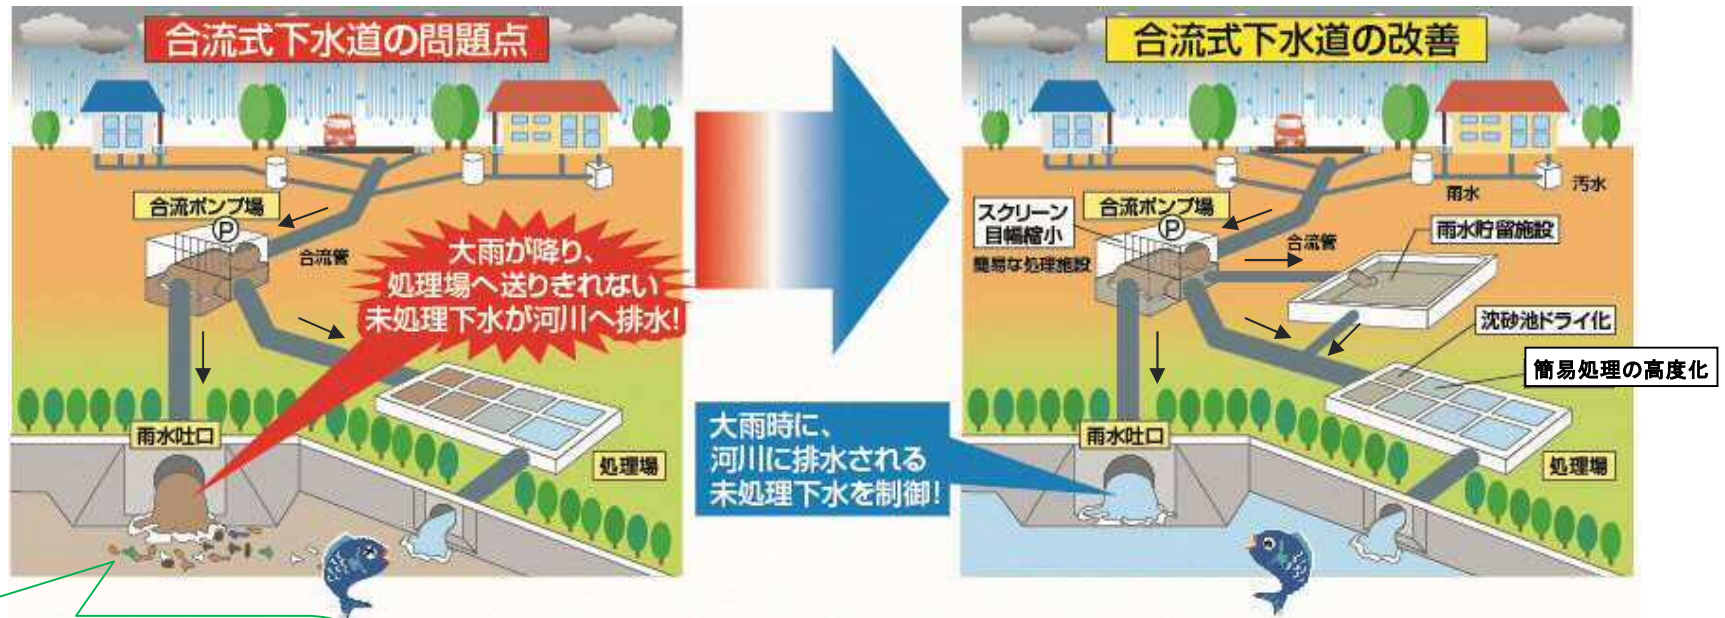 合流式下水道の問題点
合流ポンプ場
P
合流管
大雨が降り、
処理場へ送りきれない
未処理下水が河川へ排水!
雨水吐口
処理場
大雨時に、
河川に排水される
未処理下水を制御!
合流式下水道の改善
雨水
汚水
スクリーン
目幅縮小
簡易な処理施設
合流ポンプ場
P
合流管
雨水貯留施設
沈砂池ドライ化
簡易処理の高度化
雨水吐口
処理場